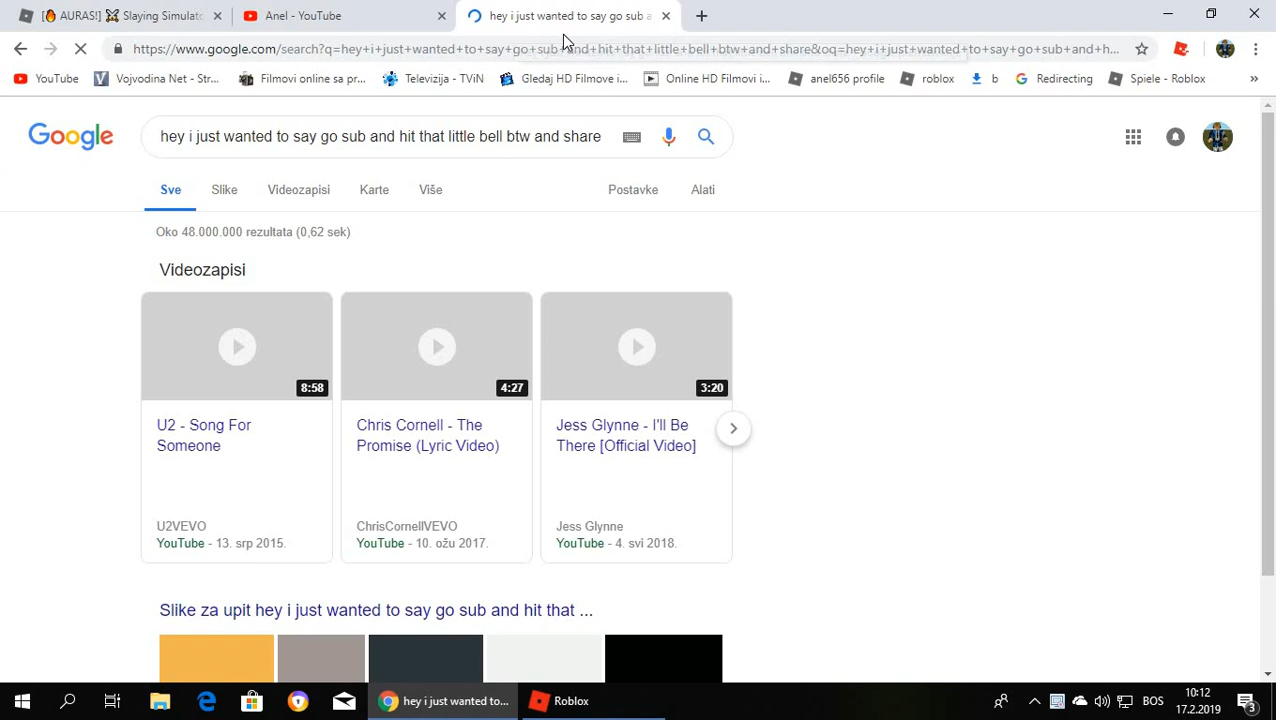 [🔥 AURAS!] ⚔️ Slaying Simulat
Anel - YouTube
hey i just wanted to say go sub a
https://www.google.com/search?q=hey+i+just+wanted+to+say+go+sub+and+hit+that+little+bell+btw+and+share&oq=hey+i+just+wanted+to+say+go+sub+and+h...
YouTube
Vojvodina Net - Str...
Filmovi online sa pr...
Televizija - TViN
Gledaj HD Filmove i...
Online HD Filmovi i...
anel656 profile
roblox
b
Redirecting
Spiele - Roblox
»
Google
hey i just wanted to say go sub and hit that little bell btw and share
Sve
Slike
Videozapisi
Karte
Više
Postavke
Alati
Oko 48.000.000 rezultata (0,62 sek)
Videozapisi
8:58
4:27
3:20
U2 - Song For
Someone
U2VEVO
YouTube - 13. srp 2015.
Chris Cornell - The
Promise (Lyric Video)
ChrisCornellVEVO
YouTube - 10. ožu 2017.
Jess Glynne - I'll Be
There [Official Video]
Jess Glynne
YouTube - 4. svi 2018.
Slike za upit hey i just wanted to say go sub and hit that ...
hey i just wanted to...
Roblox
BOS
10:12
17.2.2019
3